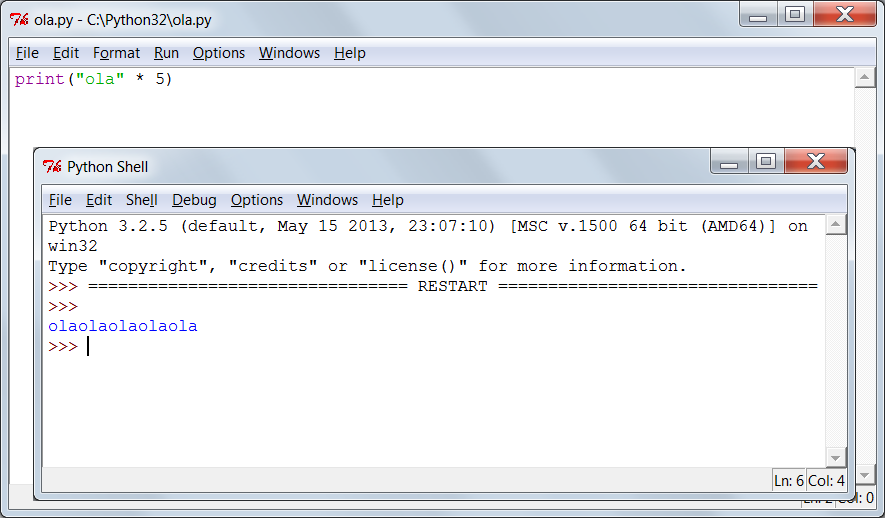 ola.py - C:\Python32\ola.py
File Edit Format Run Options Windows Help
print("ola" * 5)
Python Shell
File Edit Shell Debug Options Windows Help
Python 3.2.5 (default, May 15 2013, 23:07:10) [MSC v.1500 64 bit (AMD64)] on
win32
Type "copyright", "credits" or "license()" for more information.
>>> ================================ RESTART ================================
>>>
olaolaolaolaola
>>>
Ln: 6 Col: 4
Ln: 2 Col: 0